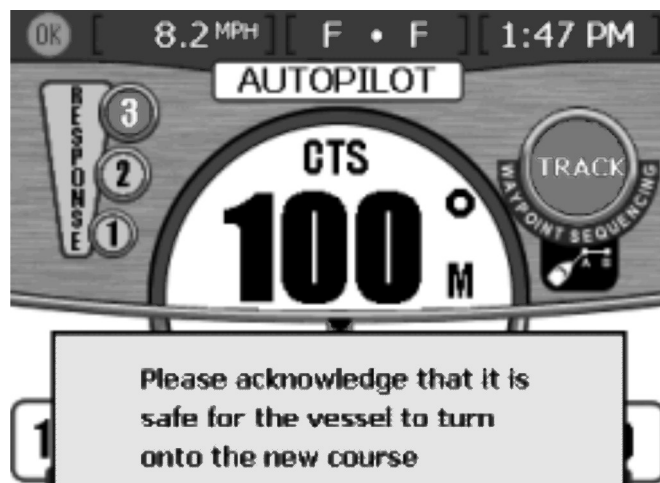 OK [ 8.2 MPH ] [ F • F ] [ 1:47 PM ]
AUTOPILOT
RESPONSE
3
2
1
CTS
100°
M
TRACK
WAYPOINT SEQUENCING
A B
Please acknowledge that it is
safe for the vessel to turn
onto the new course
1